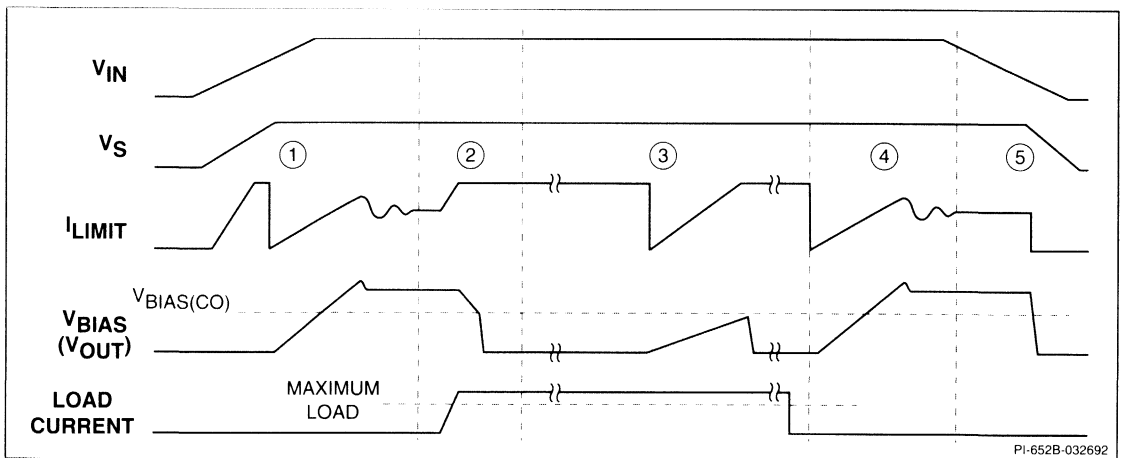 VIN
VS
1 2 3 4 5
ILIMIT
VBIAS(CO)
VBIAS
(VOUT)
MAXIMUM
LOAD
LOAD
CURRENT
PI-652B-032692